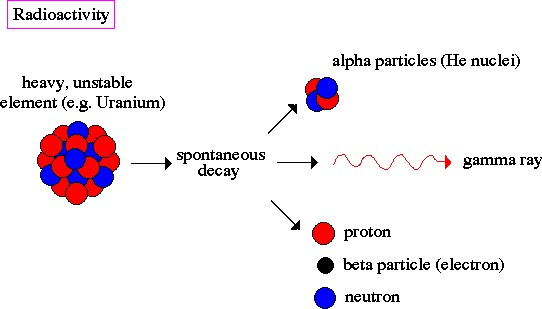 Radioactivity
alpha particles (He nuclei)
heavy, unstable
element (e.g. Uranium)
spontaneous
decay
gamma ray
proton
beta particle (electron)
neutron